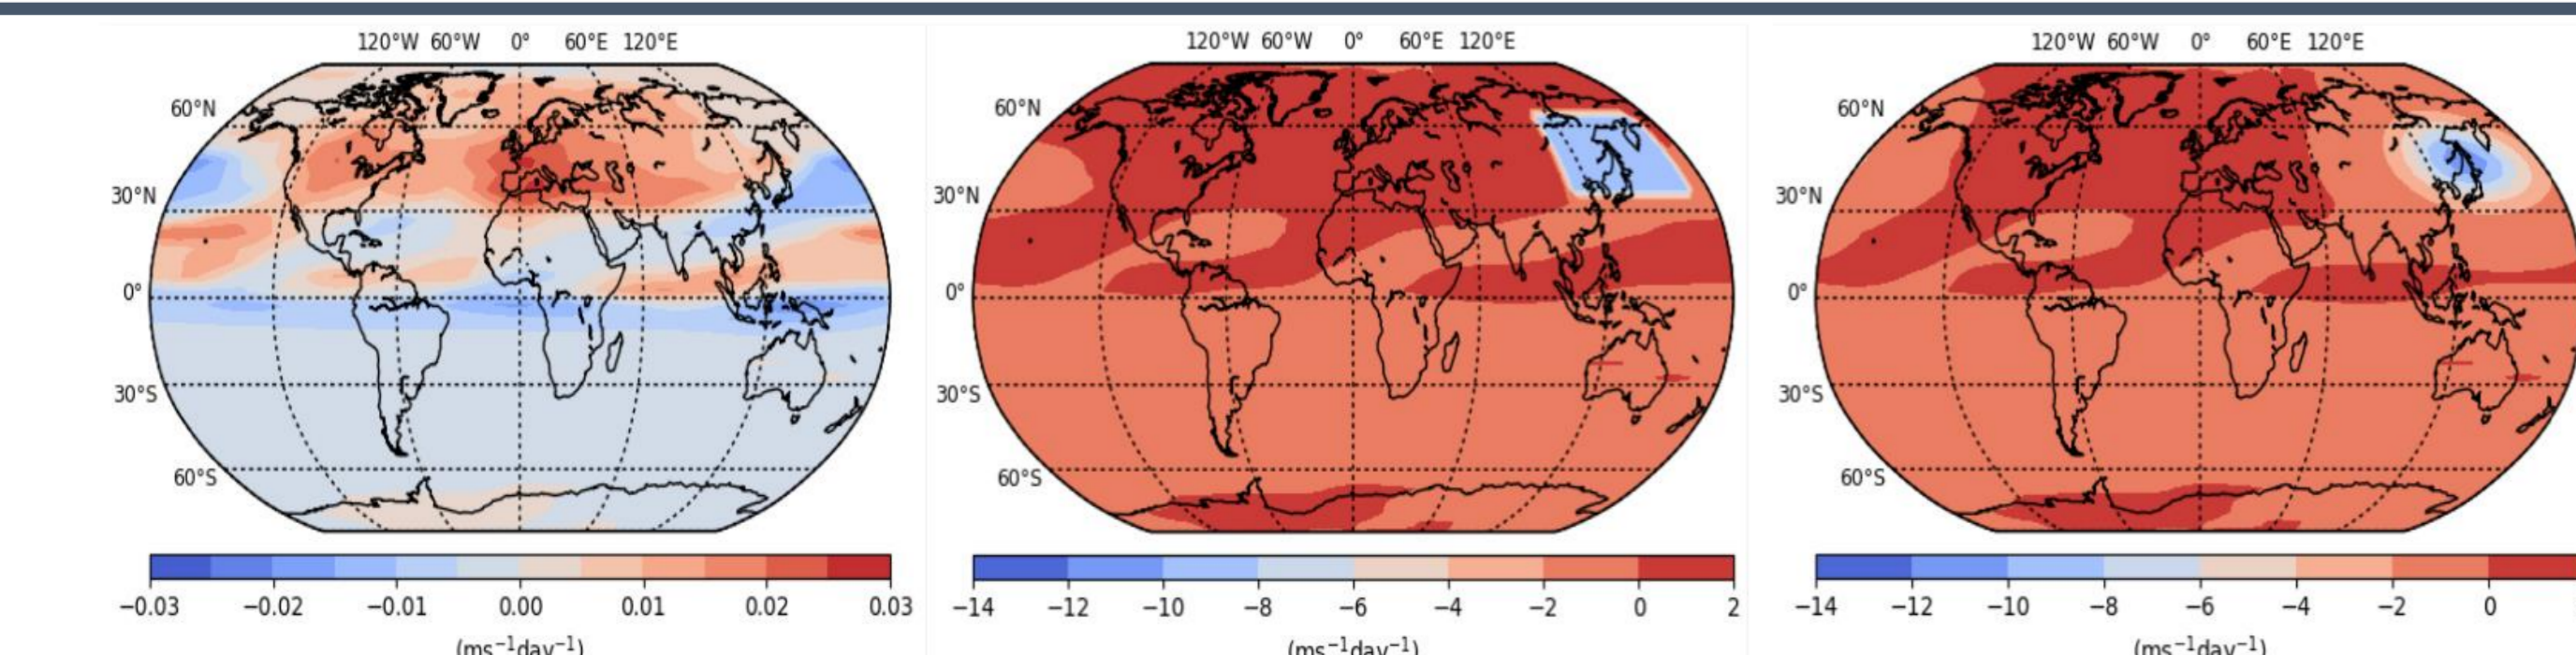 120°W 60°W 0° 60°E 120°E
60°N
30°N
0°
30°S
60°S
−0.03 −0.02 −0.01 0.00 0.01 0.02 0.03
(ms⁻¹day⁻¹)
120°W 60°W 0° 60°E 120°E
60°N
30°N
0°
30°S
60°S
−14 −12 −10 −8 −6 −4 −2 0 2
(ms⁻¹day⁻¹)
120°W 60°W 0° 60°E 120°E
60°N
30°N
0°
30°S
60°S
−14 −12 −10 −8 −6 −4 −2 0
(ms⁻¹day⁻¹)